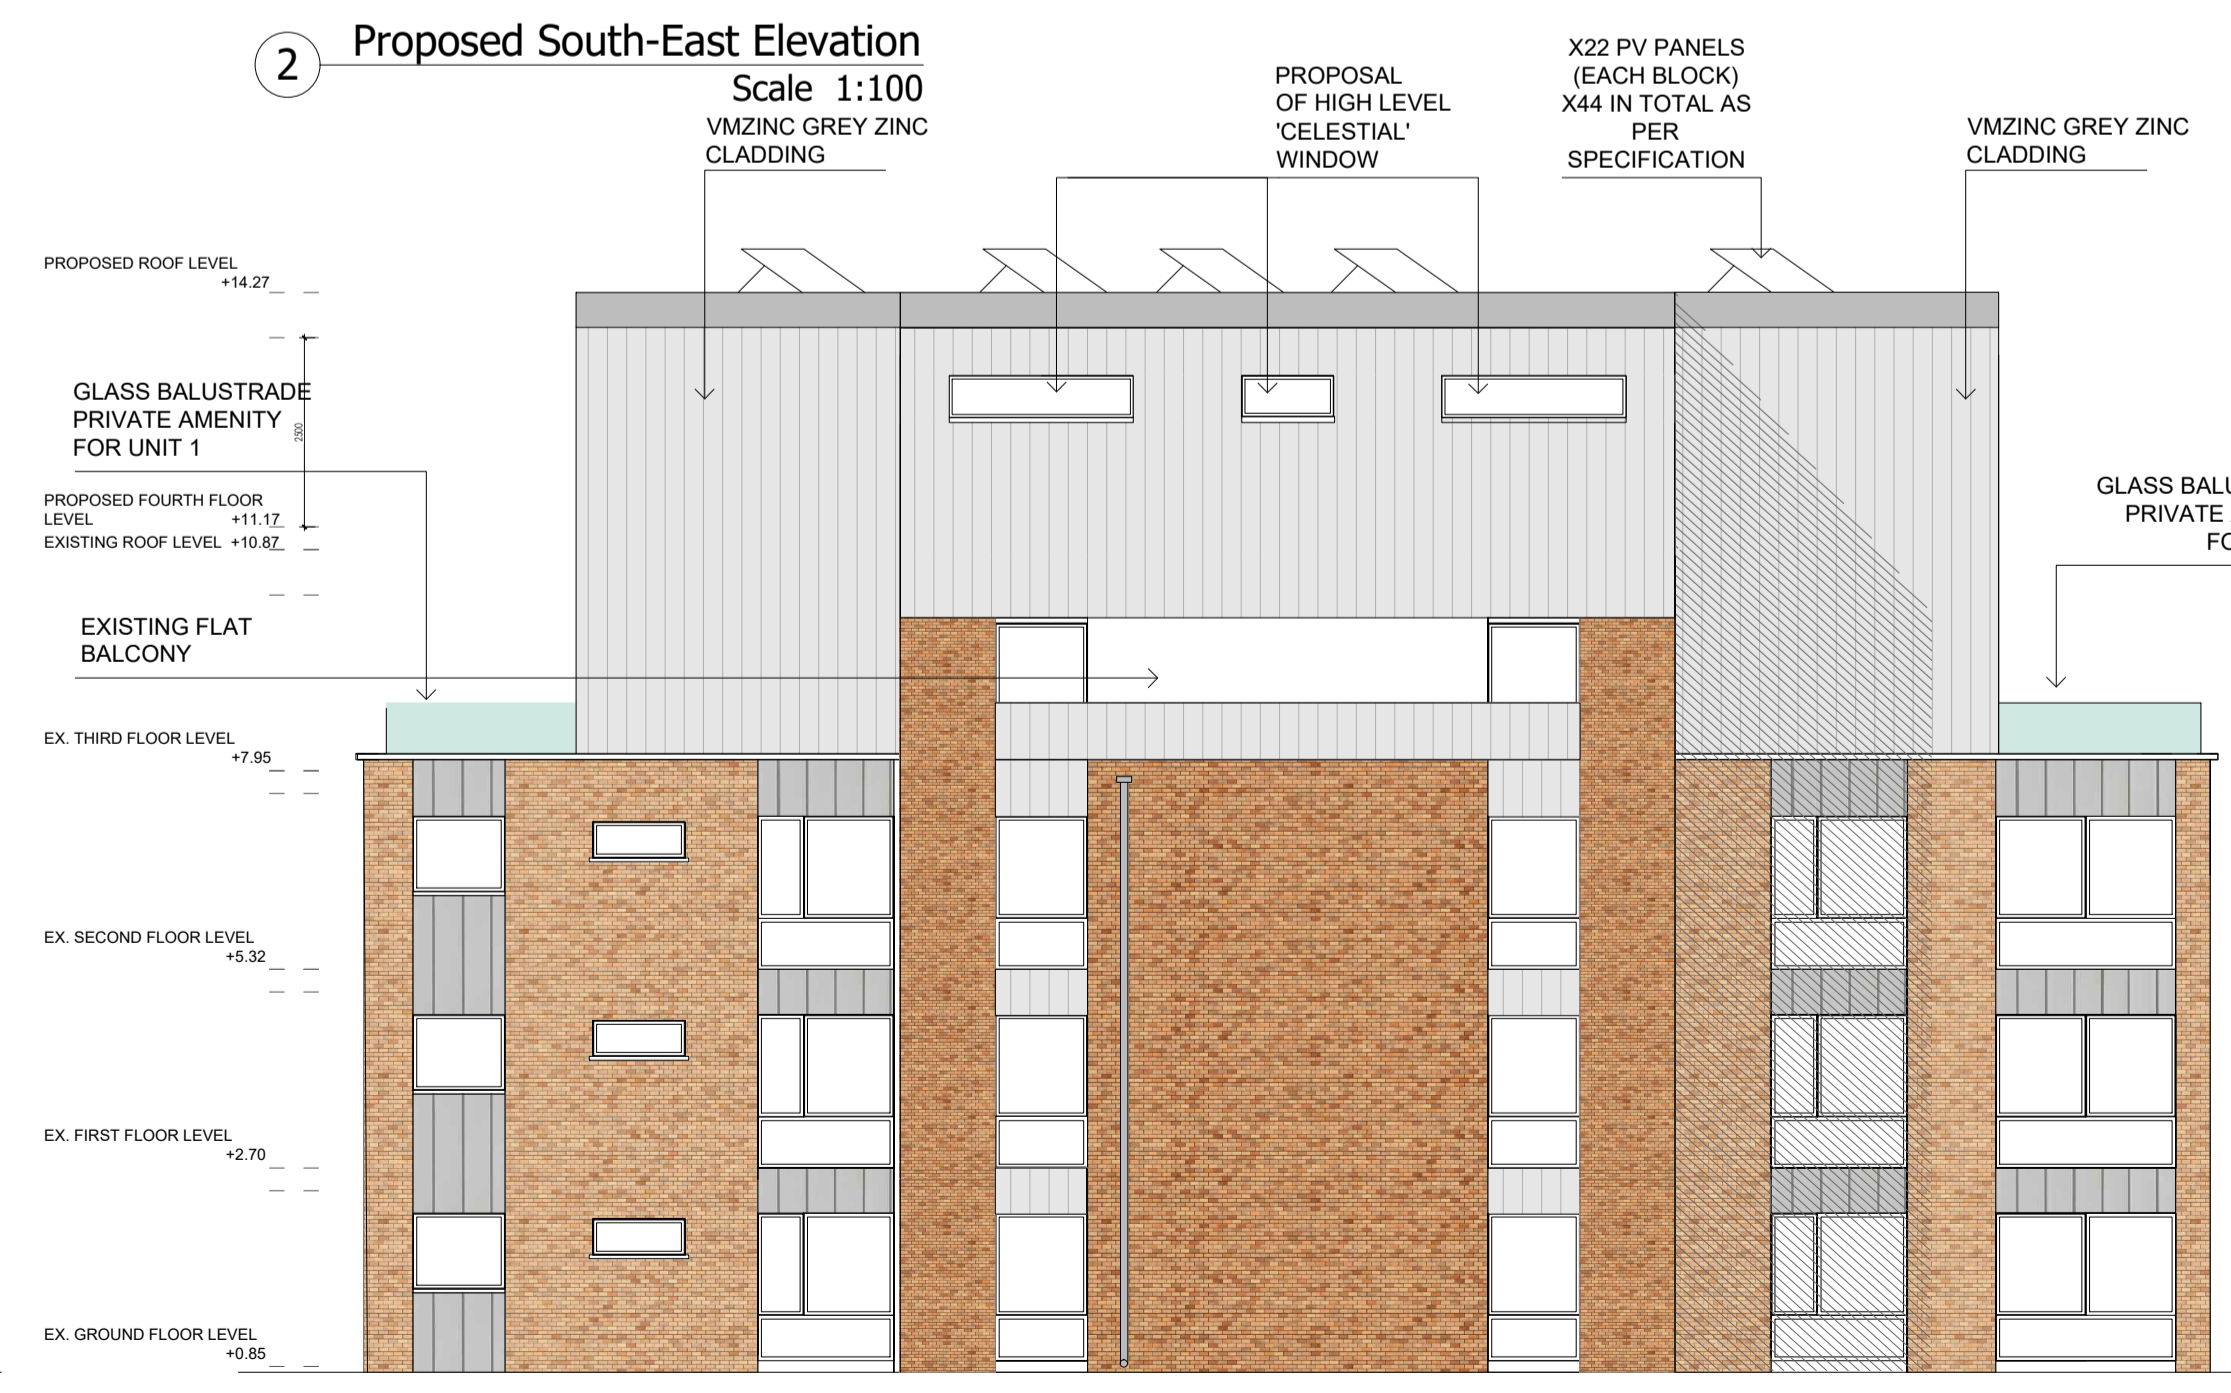 2
Proposed South-East Elevation
Scale 1:100
VMZINC GREY ZINC
CLADDING
PROPOSAL
OF HIGH LEVEL
'CELESTIAL'
WINDOW
X22 PV PANELS
(EACH BLOCK)
X44 IN TOTAL AS
PER
SPECIFICATION
VMZINC GREY ZINC
CLADDING
PROPOSED ROOF LEVEL
+14.27
GLASS BALUSTRADE
PRIVATE AMENITY
FOR UNIT 1
2500
PROPOSED FOURTH FLOOR
LEVEL +11.17
EXISTING ROOF LEVEL +10.87
GLASS
PRIVATE
EXISTING FLAT
BALCONY
EX. THIRD FLOOR LEVEL
+7.95
EX. SECOND FLOOR LEVEL
+5.32
EX. FIRST FLOOR LEVEL
+2.70
EX. GROUND FLOOR LEVEL
+0.85